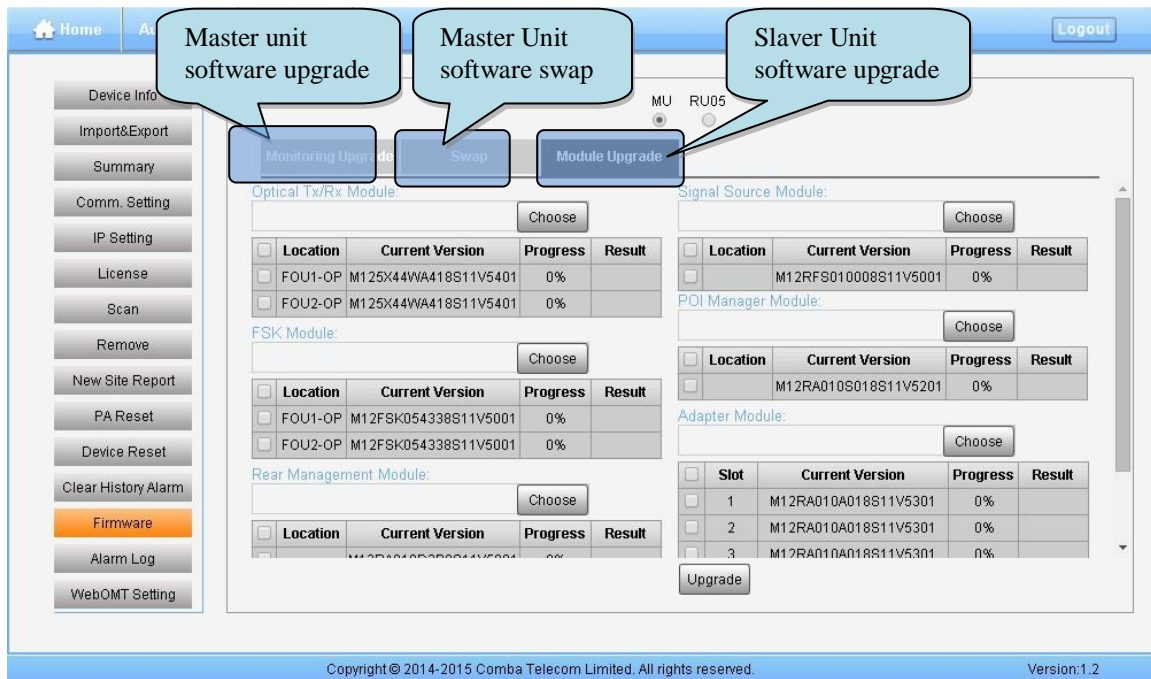 Home
Au
Logout
Master unit
software upgrade
Master Unit
software swap
Slaver Unit
software upgrade
Device Info
Import&Export
Summary
Comm. Setting
IP Setting
License
Scan
Remove
New Site Report
PA Reset
Device Reset
Clear History Alarm
Firmware
Alarm Log
WebOMT Setting
MU RU05
Monitoring Upgrade Swap Module Upgrade
Optical Tx/Rx Module:
Choose
Location Current Version Progress Result
FOU1-OP M125X44WA418S11V5401 0%
FOU2-OP M125X44WA418S11V5401 0%
FSK Module:
Choose
Location Current Version Progress Result
FOU1-OP M12FSK054338S11V5001 0%
FOU2-OP M12FSK054338S11V5001 0%
Rear Management Module:
Choose
Location Current Version Progress Result
0%
Signal Source Module:
Choose
Location Current Version Progress Result
M12RFS010008S11V5001 0%
POI Manager Module:
Choose
Location Current Version Progress Result
M12RA010S018S11V5201 0%
Adapter Module:
Choose
Slot Current Version Progress Result
1 M12RA010A018S11V5301 0%
2 M12RA010A018S11V5301 0%
3 M12RA010A018S11V5301 0%
Upgrade
Copyright © 2014-2015 Comba Telecom Limited. All rights reserved.
Version:1.2